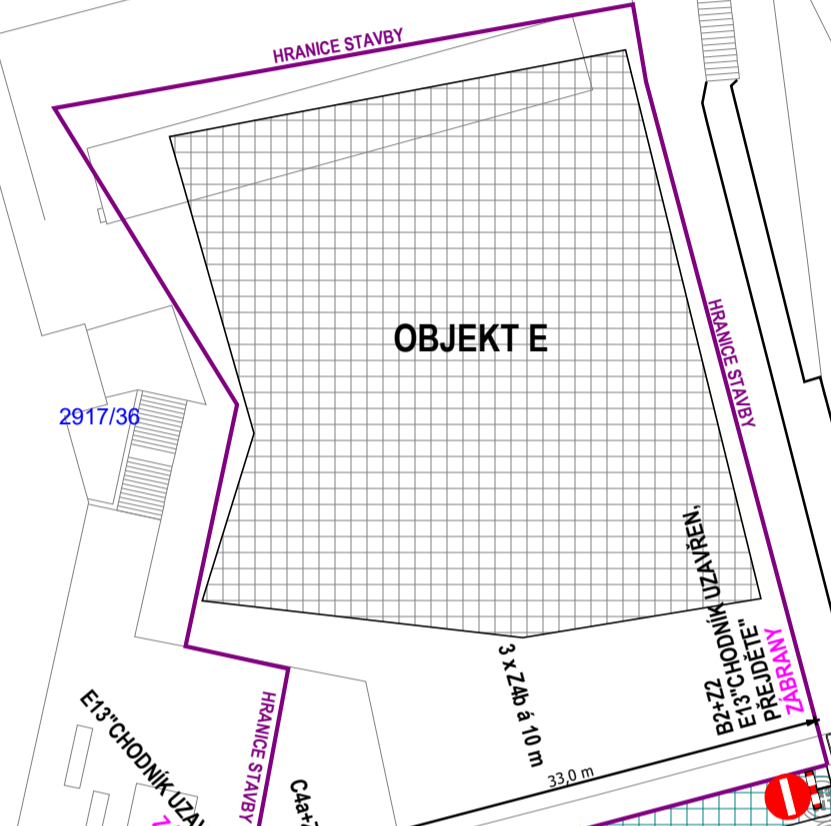 HRANICE STAVBY
OBJEKT E
HRANICE STAVBY
2917/36
B2+Z2
E13"CHODNÍK UZAVŘEN,
PŘEJDĚTE"
ZÁBRANY
3 x Z4b á 10 m
33,0 m
HRANICE STAVBY
E13"CHODNÍK
C4a+